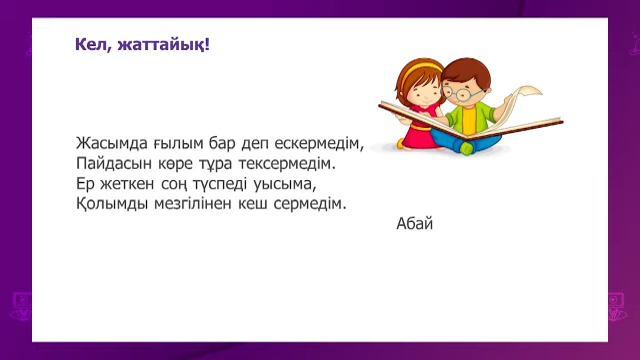 Кел, жаттайық!
Жасымда ғылым бар деп ескермедім,
Пайдасын көре тұра тексермедім.
Ер жеткен соң түспеді уысыма,
Қолымды мезгілінен кеш сермедім.
Абай